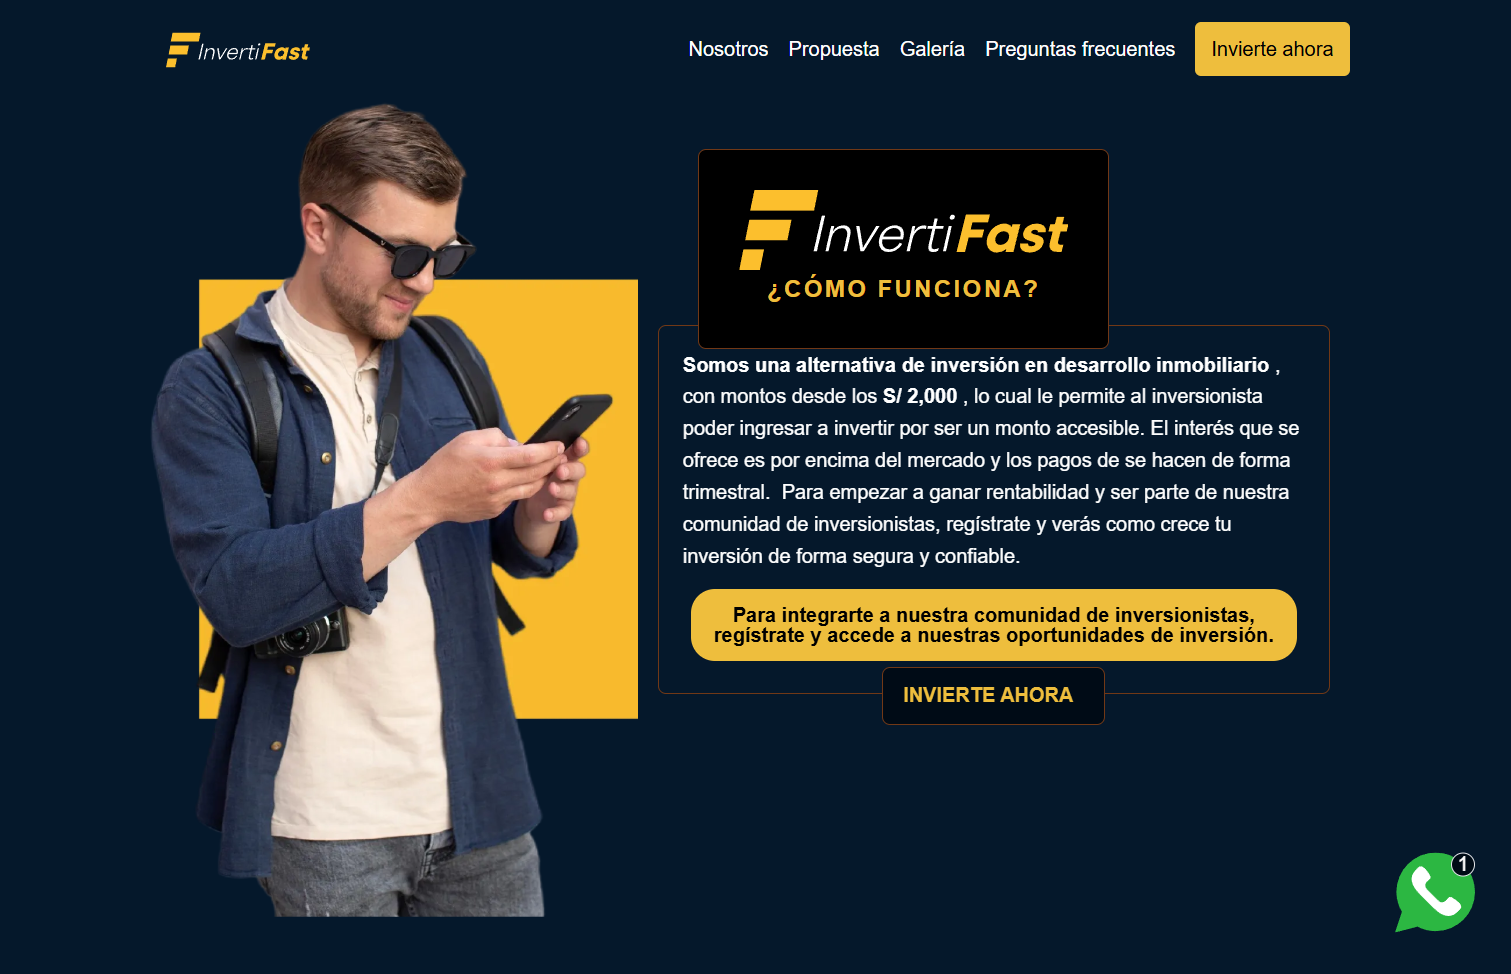 InvertiFast
Nosotros
Propuesta
Galería
Preguntas frecuentes
Invierte ahora
InvertiFast
¿CÓMO FUNCIONA?
Somos una alternativa de inversión en desarrollo inmobiliario ,
con montos desde los S/ 2,000 , lo cual le permite al inversionista
poder ingresar a invertir por ser un monto accesible. El interés que se
ofrece es por encima del mercado y los pagos de se hacen de forma
trimestral.  Para empezar a ganar rentabilidad y ser parte de nuestra
comunidad de inversionistas, regístrate y verás como crece tu
inversión de forma segura y confiable.
Para integrarte a nuestra comunidad de inversionistas,
regístrate y accede a nuestras oportunidades de inversión.
INVIERTE AHORA
1